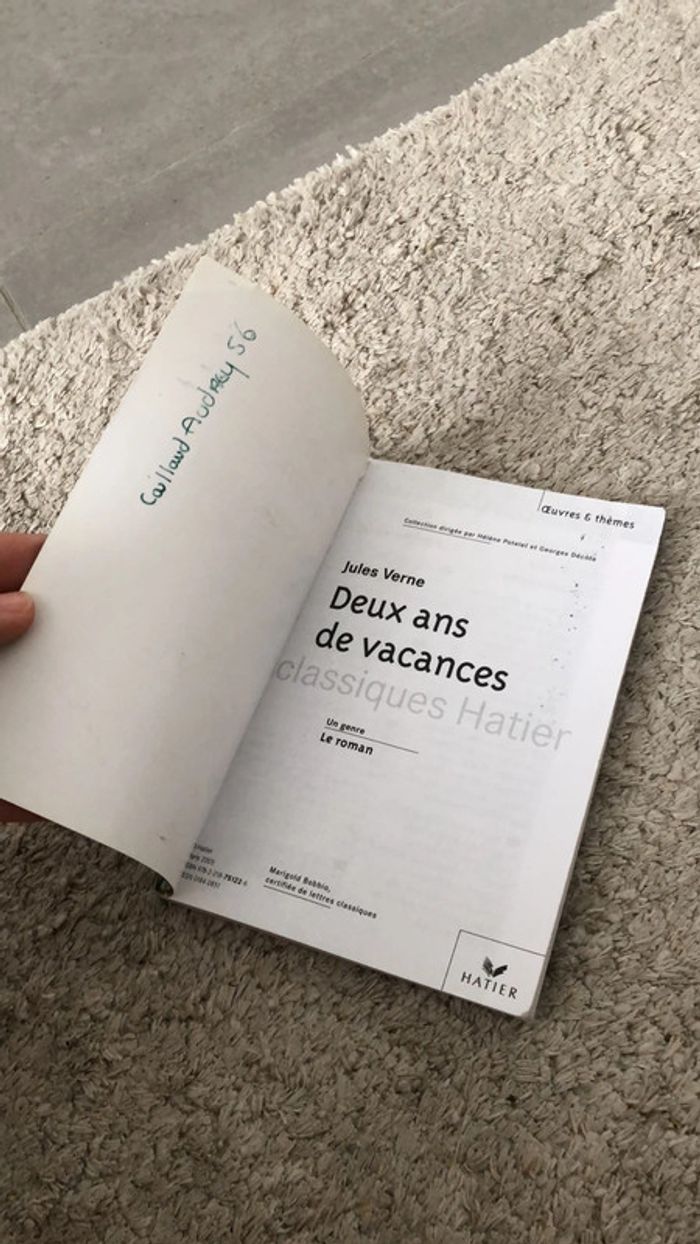 Caillaud Audrey 56
Œuvres & thèmes
Collection dirigée par Hélène Potelet et Georges Décote
Jules Verne
Deux ans
de vacances
classiques Hatier
Un genre
Le roman
Marigold Bobbio,
certifiée de lettres classiques
HATIER